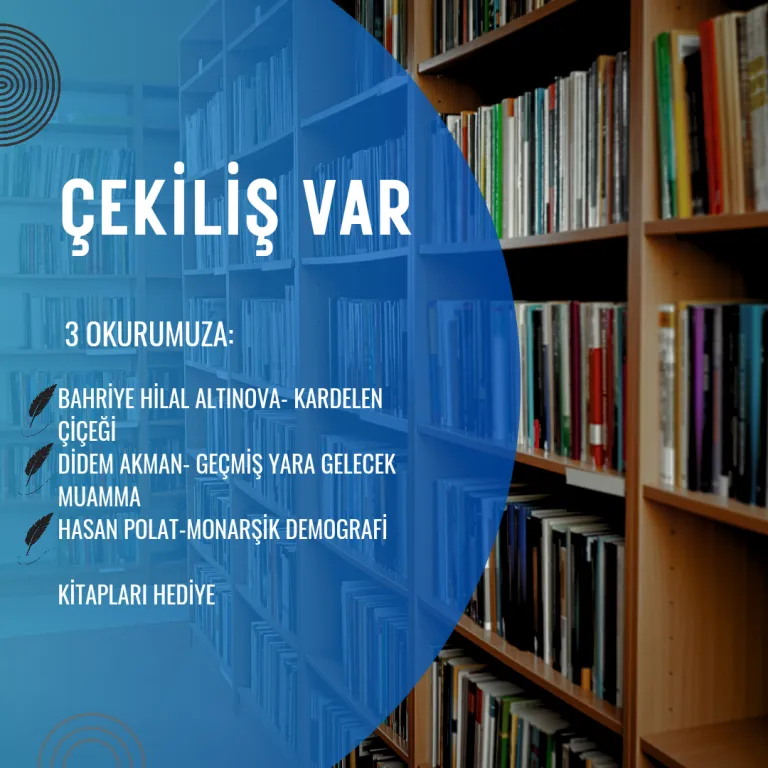 ÇEKİLİŞ VAR
3 OKURUMUZA:
BAHRİYE HİLAL ALTINOVA- KARDELEN
ÇİÇEĞİ
DİDEM AKMAN- GEÇMİŞ YARA GELECEK
MUAMMA
HASAN POLAT-MONARŞİK DEMOGRAFİ
KİTAPLARI HEDİYE